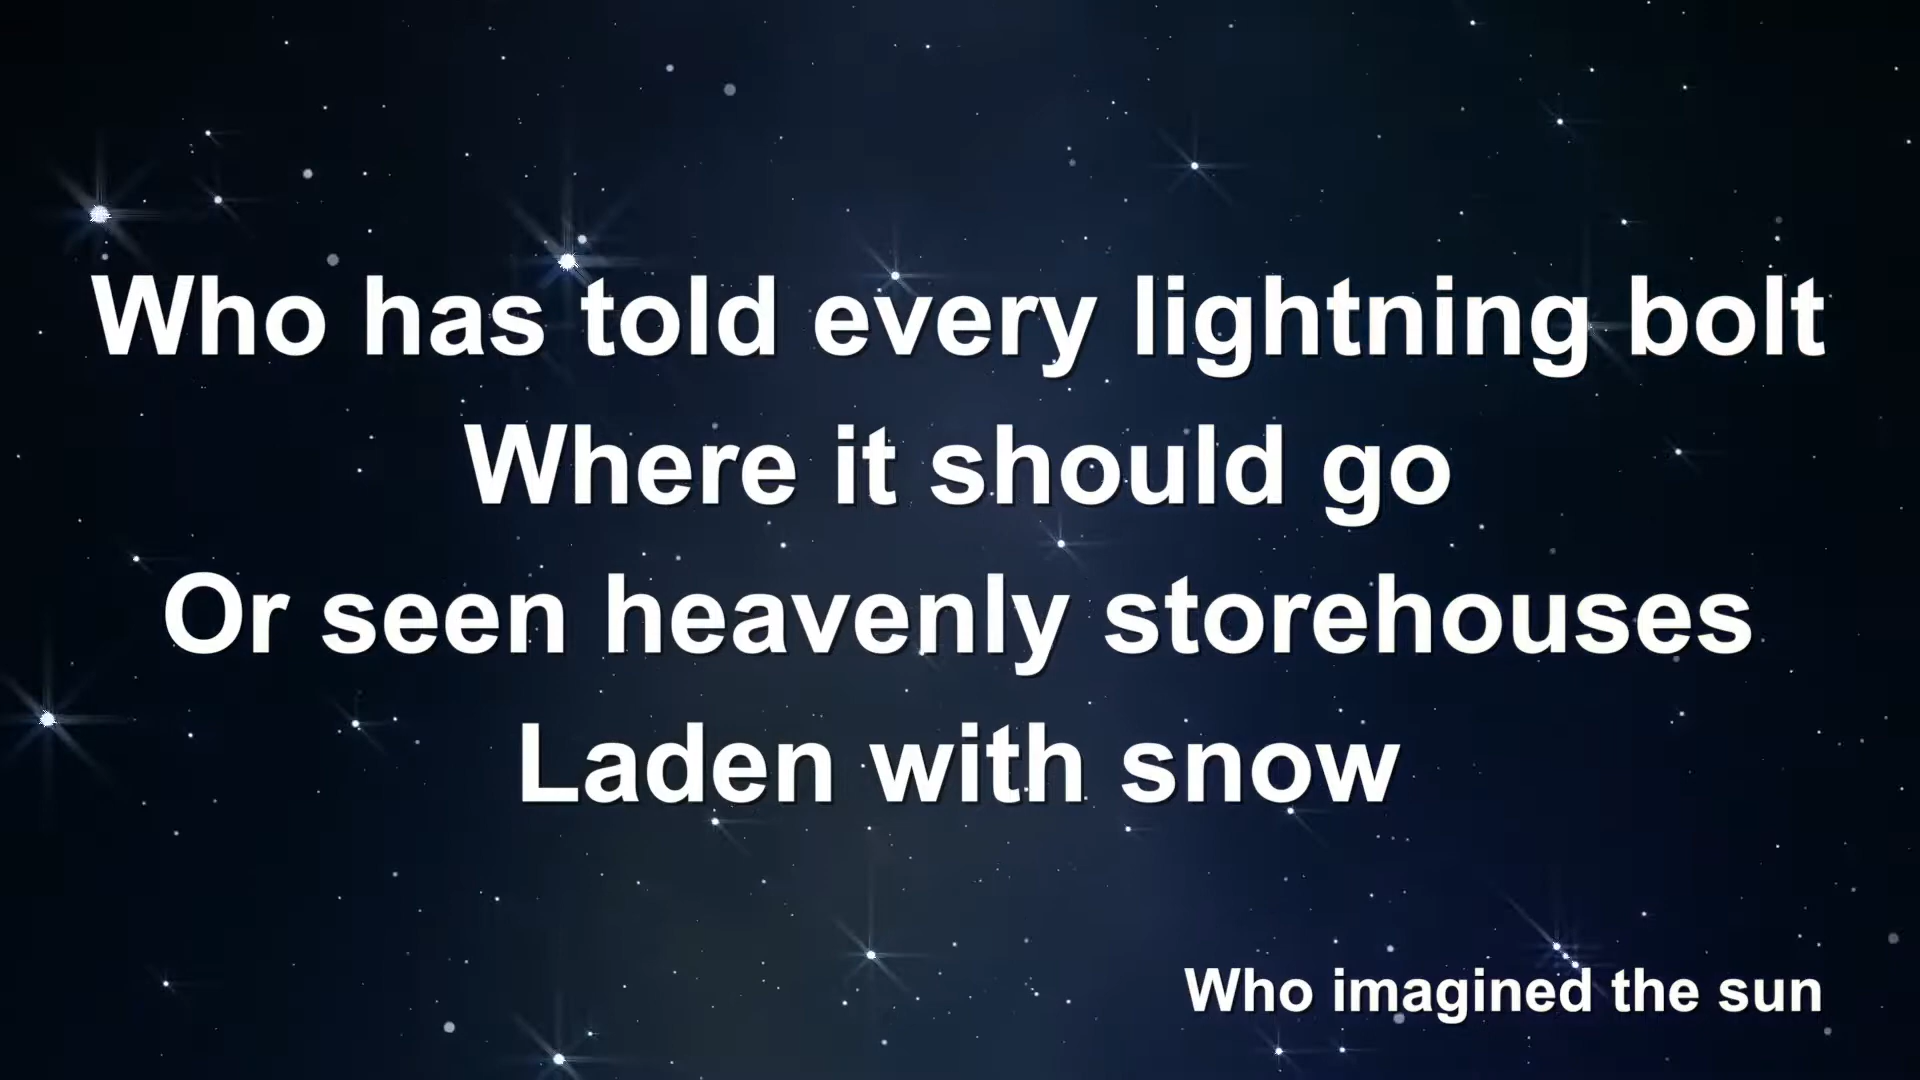 Who has told every lightning bolt
Where it should go
Or seen heavenly storehouses
Laden with snow
Who imagined the sun